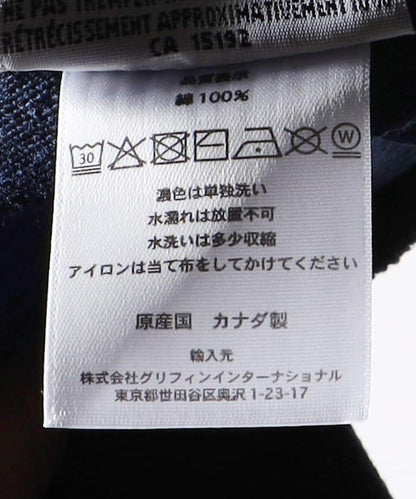 NE PAS TREMPER
RÉTRÉCISSEMENT APPROXIMATIVEMENT 10
CA 15192
品質表示
綿 100%
30
W
濃色は単独洗い
水濡れは放置不可
水洗いは多少収縮
アイロンは当て布をしてかけてください
原産国 カナダ製
輸入元
株式会社グリフィンインターナショナル
東京都世田谷区奥沢 1-23-17